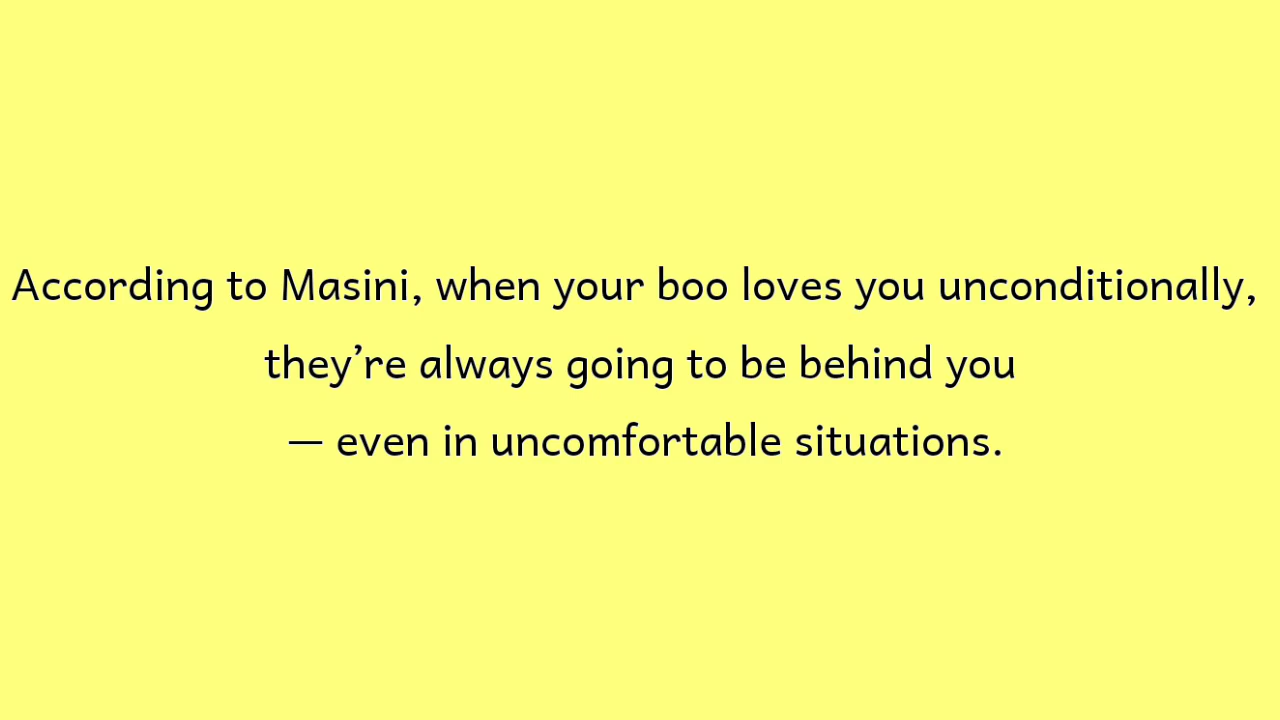 According to Masini, when your boo loves you unconditionally,
they’re always going to be behind you
— even in uncomfortable situations.